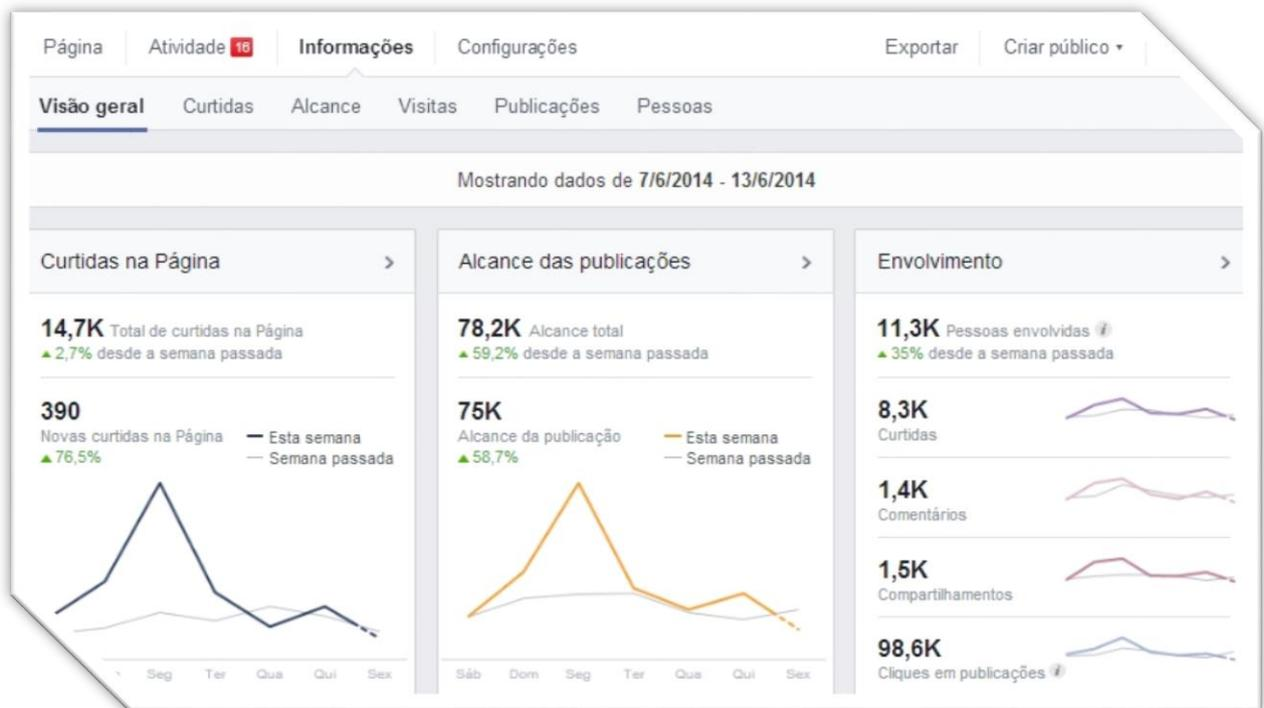 Página Atividade 16 Informações Configurações Exportar Criar público
Visão geral Curtidas Alcance Visitas Publicações Pessoas
Mostrando dados de 7/6/2014 - 13/6/2014
Curtidas na Página
14,7K Total de curtidas na Página
2,7% desde a semana passada
390
Novas curtidas na Página
76,5%
Esta semana
Semana passada
Seg Ter Qua Qui Sex
Alcance das publicações
78,2K Alcance total
59,2% desde a semana passada
75K
Alcance da publicação
58,7%
Esta semana
Semana passada
Sáb Dom Seg Ter Qua Qui Sex
Envolvimento
11,3K Pessoas envolvidas i
35% desde a semana passada
8,3K
Curtidas
1,4K
Comentários
1,5K
Compartilhamentos
98,6K
Cliques em publicações i